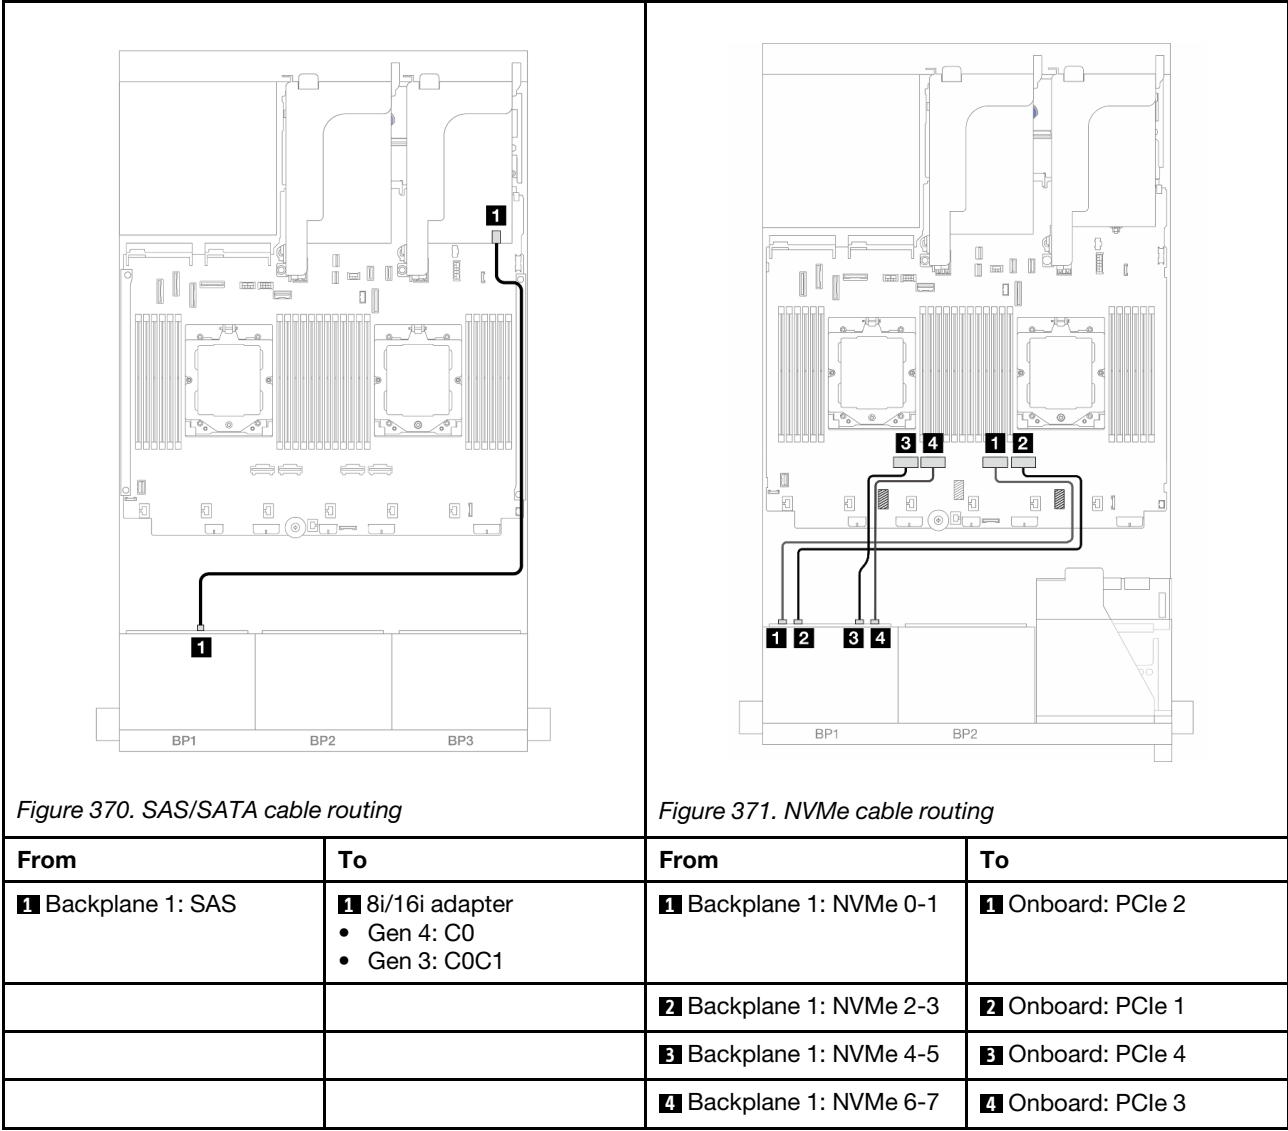 1
1
BP1
BP2
BP3
Figure 370. SAS/SATA cable routing
3
4
1
2
1
2
3
4
BP1
BP2
Figure 371. NVMe cable routing
From
To
From
To
1 Backplane 1: SAS
1 8i/16i adapter
• Gen 4: C0
• Gen 3: C0C1
1 Backplane 1: NVMe 0-1
1 Onboard: PCIe 2
2 Backplane 1: NVMe 2-3
2 Onboard: PCIe 1
3 Backplane 1: NVMe 4-5
3 Onboard: PCIe 4
4 Backplane 1: NVMe 6-7
4 Onboard: PCIe 3